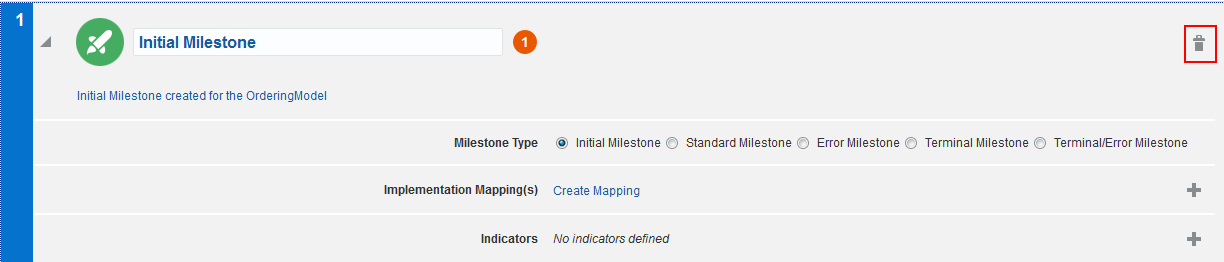 1
Initial Milestone 1
Initial Milestone created for the OrderingModel
Milestone Type Initial Milestone Standard Milestone Error Milestone Terminal Milestone Terminal/Error Milestone
Implementation Mapping(s) Create Mapping
Indicators No indicators defined